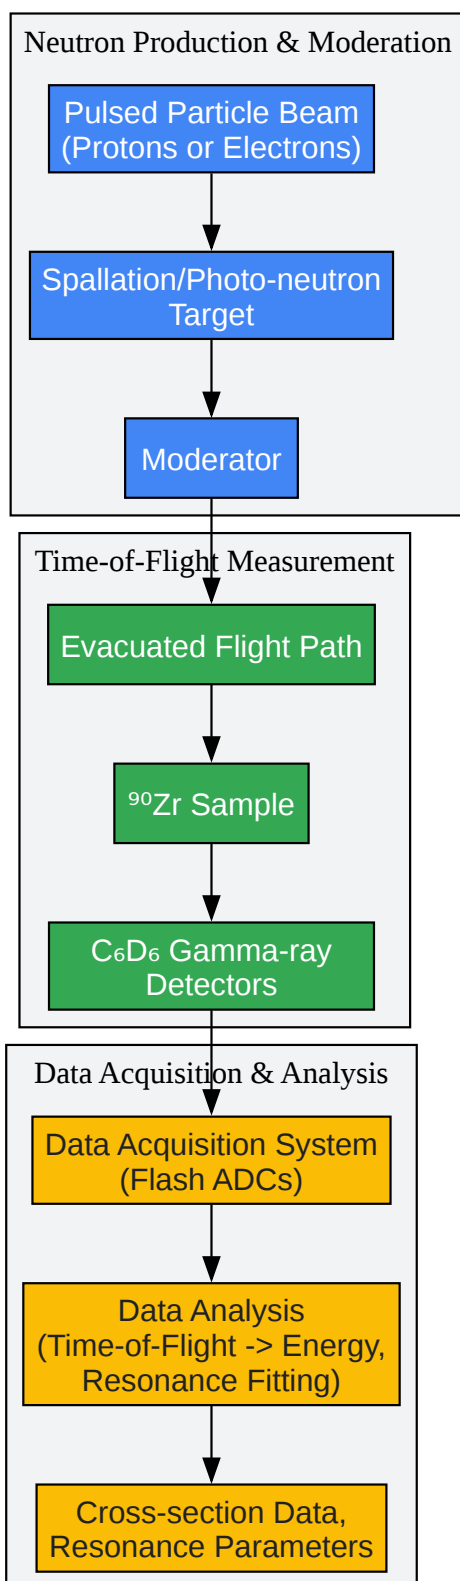 Neutron Production & Moderation
Pulsed Particle Beam
(Protons or Electrons)
Spallation/Photo-neutron
Target
Moderator
Time-of-Flight Measurement
Evacuated Flight Path
⁹⁰Zr Sample
C₆D₆ Gamma-ray
Detectors
Data Acquisition & Analysis
Data Acquisition System
(Flash ADCs)
Data Analysis
(Time-of-Flight -> Energy,
Resonance Fitting)
Cross-section Data,
Resonance Parameters